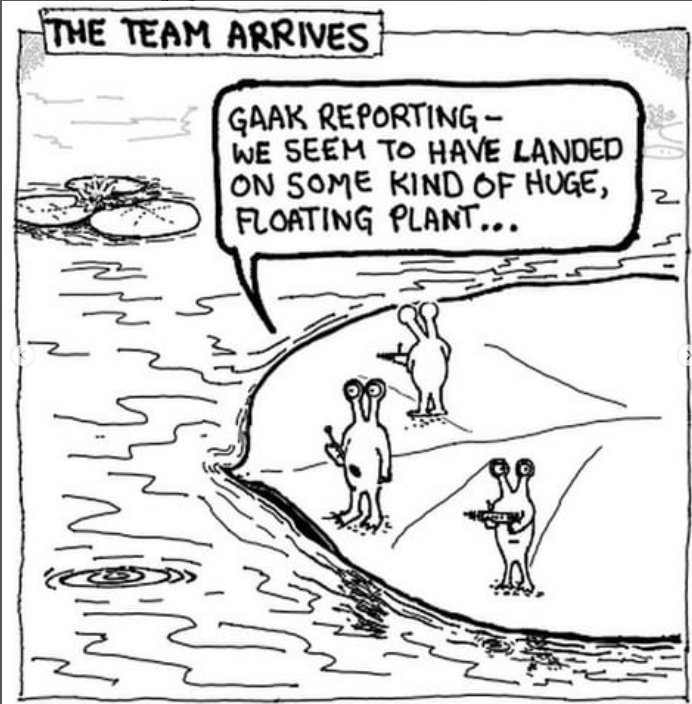 THE TEAM ARRIVES
GAAK REPORTING–
WE SEEM TO HAVE LANDED
ON SOME KIND OF HUGE,
FLOATING PLANT...